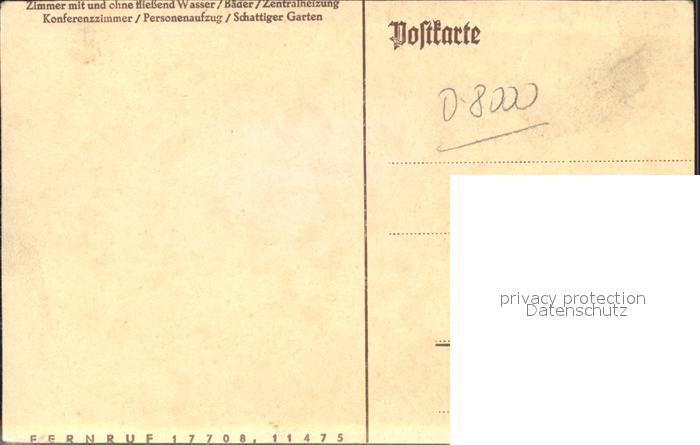 Zimmer mit und ohne fließend Wasser / Bäder / Zentralheizung
Konferenzzimmer / Personenaufzug / Schattiger Garten
Postkarte
D-8000
privacy protection
Datenschutz
FERNRUF 17708, 11475